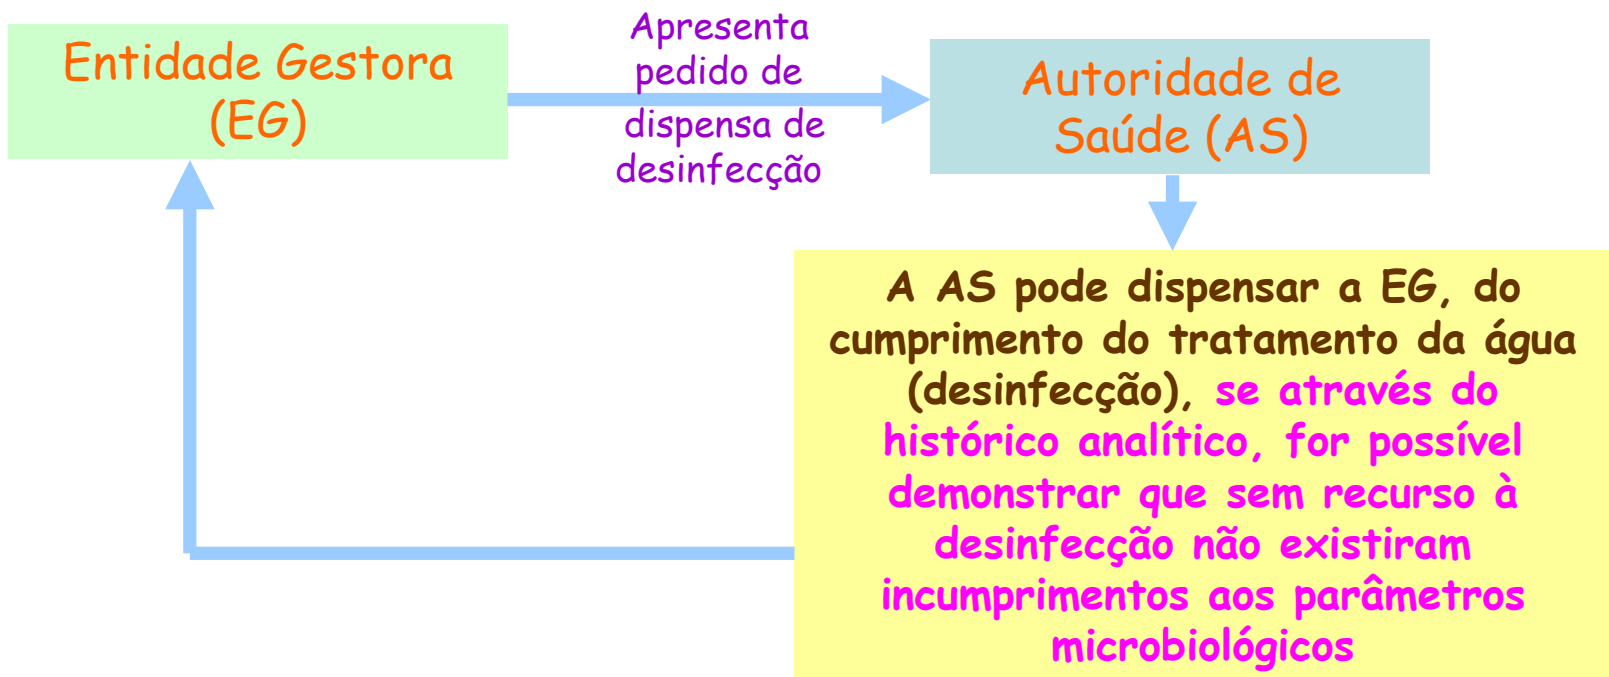 Entidade Gestora
(EG)
Apresenta
pedido de
dispensa de
desinfecção
Autoridade de
Saúde (AS)
A AS pode dispensar a EG, do
cumprimento do tratamento da água
(desinfecção), se através do
histórico analítico, for possível
demonstrar que sem recurso à
desinfecção não existiram
incumprimentos aos parâmetros
microbiológicos